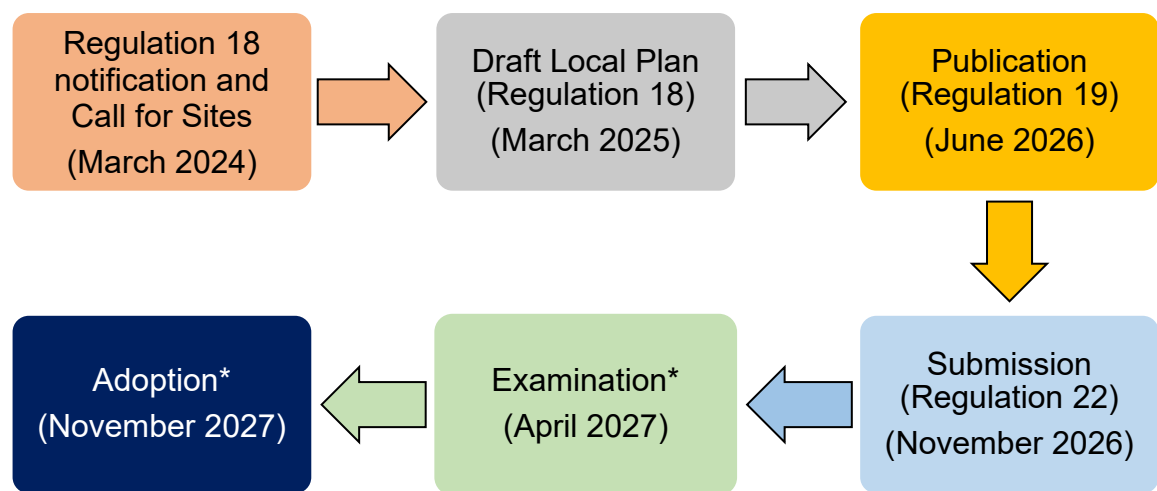 Regulation 18
notification and
Call for Sites
(March 2024)
Draft Local Plan
(Regulation 18)
(March 2025)
Publication
(Regulation 19)
(June 2026)
Submission
(Regulation 22)
(November 2026)
Examination*
(April 2027)
Adoption*
(November 2027)